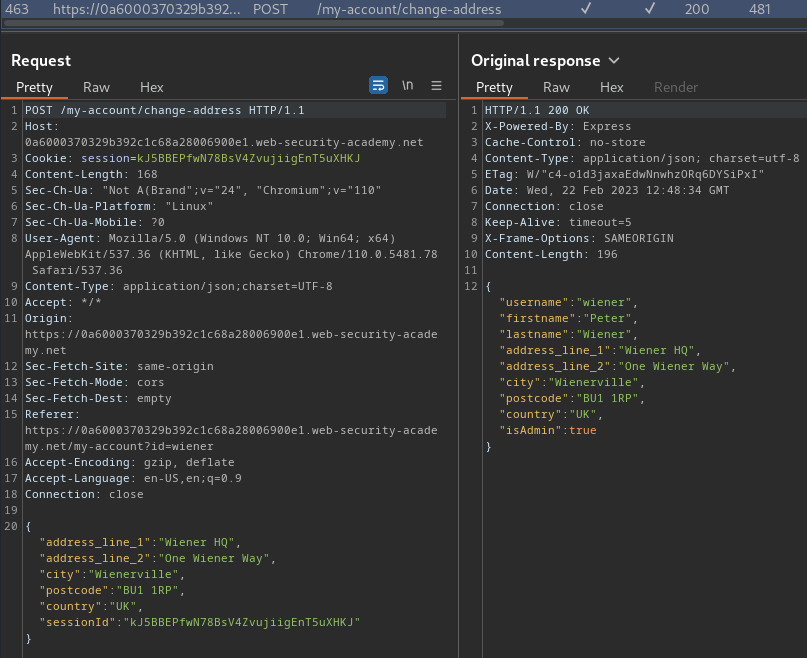 463 https://0a6000370329b392... POST /my-account/change-address ✓ ✓ 200 481
Request
Pretty Raw Hex \n
1 POST /my-account/change-address HTTP/1.1
2 Host:
0a6000370329b392c1c68a28006900e1.web-security-academy.net
3 Cookie: session=kJ5BBEPfwN78BsV4ZvujiigEnT5uXHKJ
4 Content-Length: 168
5 Sec-Ch-Ua: "Not A(Brand";v="24", "Chromium";v="110"
6 Sec-Ch-Ua-Platform: "Linux"
7 Sec-Ch-Ua-Mobile: ?0
8 User-Agent: Mozilla/5.0 (Windows NT 10.0; Win64; x64)
AppleWebKit/537.36 (KHTML, like Gecko) Chrome/110.0.5481.78
Safari/537.36
9 Content-Type: application/json;charset=UTF-8
10 Accept: */*
11 Origin:
https://0a6000370329b392c1c68a28006900e1.web-security-acade
my.net
12 Sec-Fetch-Site: same-origin
13 Sec-Fetch-Mode: cors
14 Sec-Fetch-Dest: empty
15 Referer:
https://0a6000370329b392c1c68a28006900e1.web-security-acade
my.net/my-account?id=wiener
16 Accept-Encoding: gzip, deflate
17 Accept-Language: en-US,en;q=0.9
18 Connection: close
19
20 {
"address_line_1":"Wiener HQ",
"address_line_2":"One Wiener Way",
"city":"Wienerville",
"postcode":"BU1 1RP",
"country":"UK",
"sessionId":"kJ5BBEPfwN78BsV4ZvujiigEnT5uXHKJ"
}
Original response
Pretty Raw Hex Render
1 HTTP/1.1 200 OK
2 X-Powered-By: Express
3 Cache-Control: no-store
4 Content-Type: application/json; charset=utf-8
5 ETag: W/"c4-o1d3jaxaEdwNnwhzORq6DYSiPxI"
6 Date: Wed, 22 Feb 2023 12:48:34 GMT
7 Connection: close
8 Keep-Alive: timeout=5
9 X-Frame-Options: SAMEORIGIN
10 Content-Length: 196
11
12 {
"username":"wiener",
"firstname":"Peter",
"lastname":"Wiener",
"address_line_1":"Wiener HQ",
"address_line_2":"One Wiener Way",
"city":"Wienerville",
"postcode":"BU1 1RP",
"country":"UK",
"isAdmin":true
}